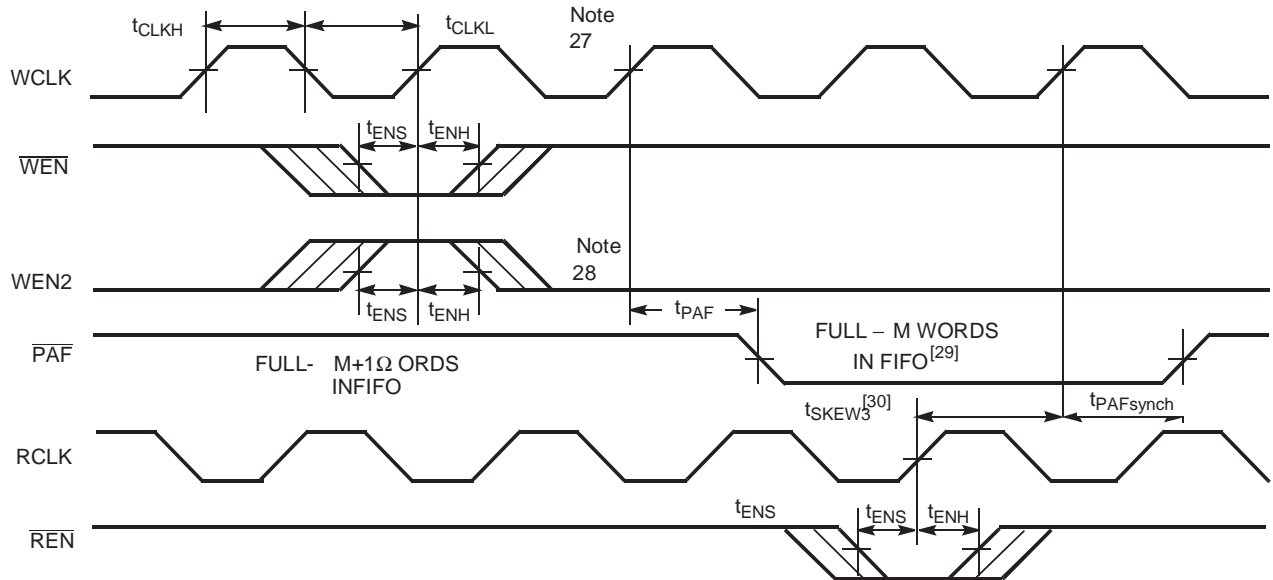 Note
27
tCLKH
tCLKL
WCLK
tENS
tENH
WEN
Note
28
WEN2
tENS
tENH
tPAF
PAF
FULL – M WORDS
IN FIFO[29]
FULL- M+1Ω ORDS
INFIFO
tSKEW3[30]
tPAFsynch
RCLK
tENS
tENS
tENH
REN